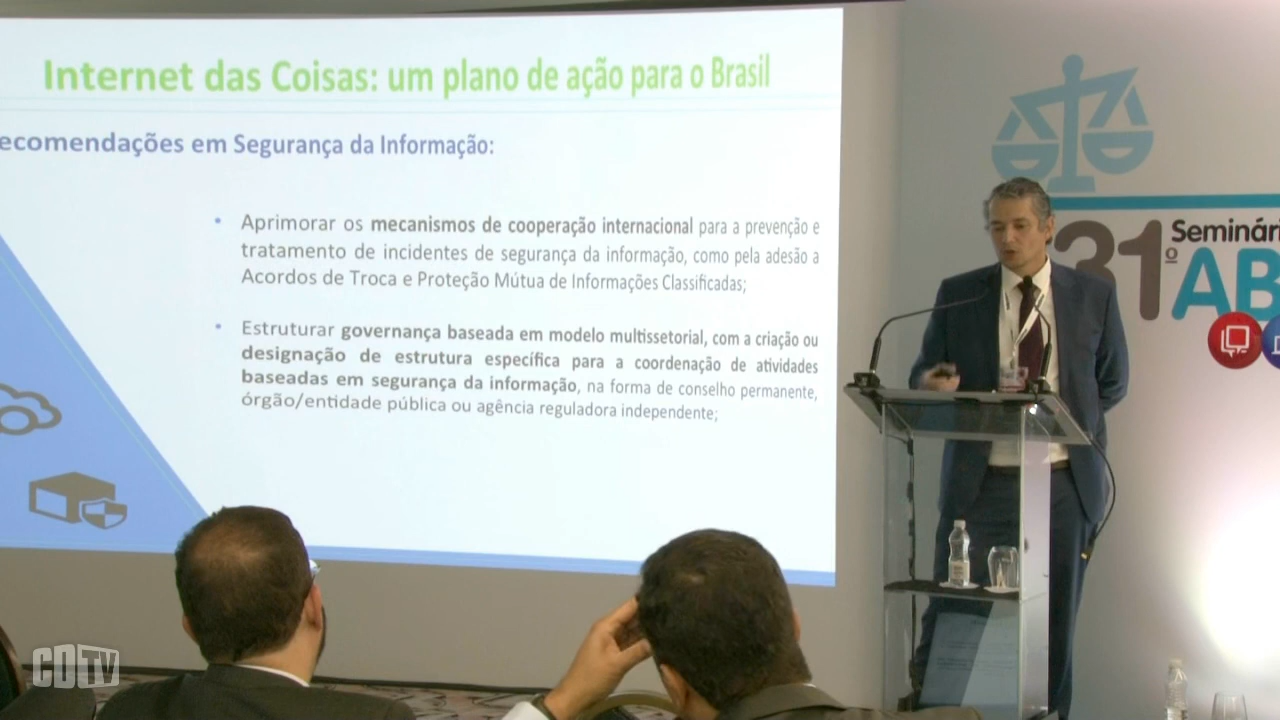 Internet das Coisas: um plano de ação para o Brasil
ecomendações em Segurança da Informação:
• Aprimorar os mecanismos de cooperação internacional para a prevenção e
tratamento de incidentes de segurança da informação, como pela adesão a
Acordos de Troca e Proteção Mútua de Informações Classificadas;
• Estruturar governança baseada em modelo multissetorial, com a criação ou
designação de estrutura específica para a coordenação de atividades
baseadas em segurança da informação, na forma de conselho permanente,
órgão/entidade pública ou agência reguladora independente;
31º Seminári
AB
CDTV